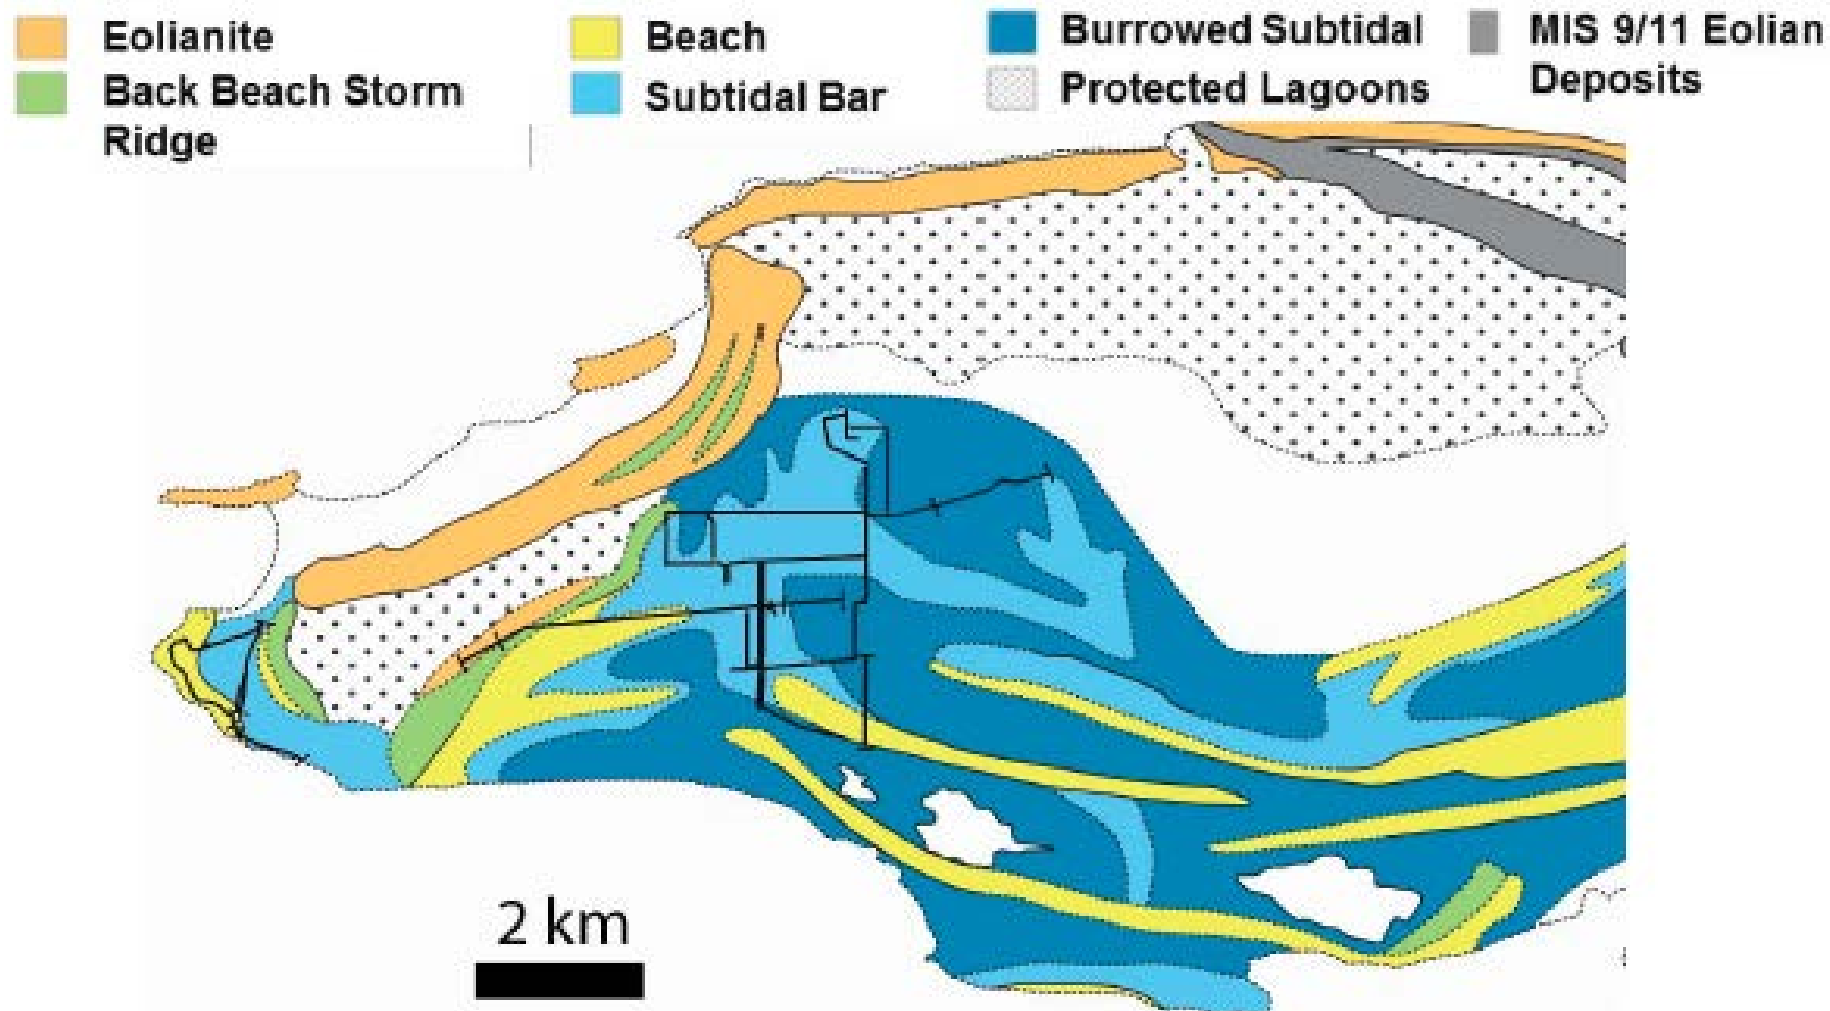 Eolianite
Back Beach Storm
Ridge
Beach
Subtidal Bar
Burrowed Subtidal
Protected Lagoons
MIS 9/11 Eolian
Deposits
2 km